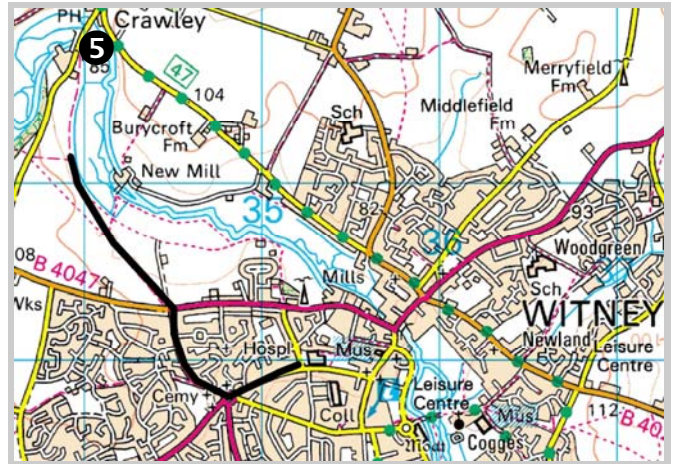 PH
Crawley
5
85
47
104
Merryfield
Fm
Sch
Middlefield
Fm
Burycroft
Fm
New Mill
35
82
93
36
Woodgreen
08
B 4047
Mills
Sch
Wks
WITNEY
Newland
Leisure
Centre
Hospl
Mus
Cemy
Leisure
Centre
Coll
Mus
112
B 40
Cogges